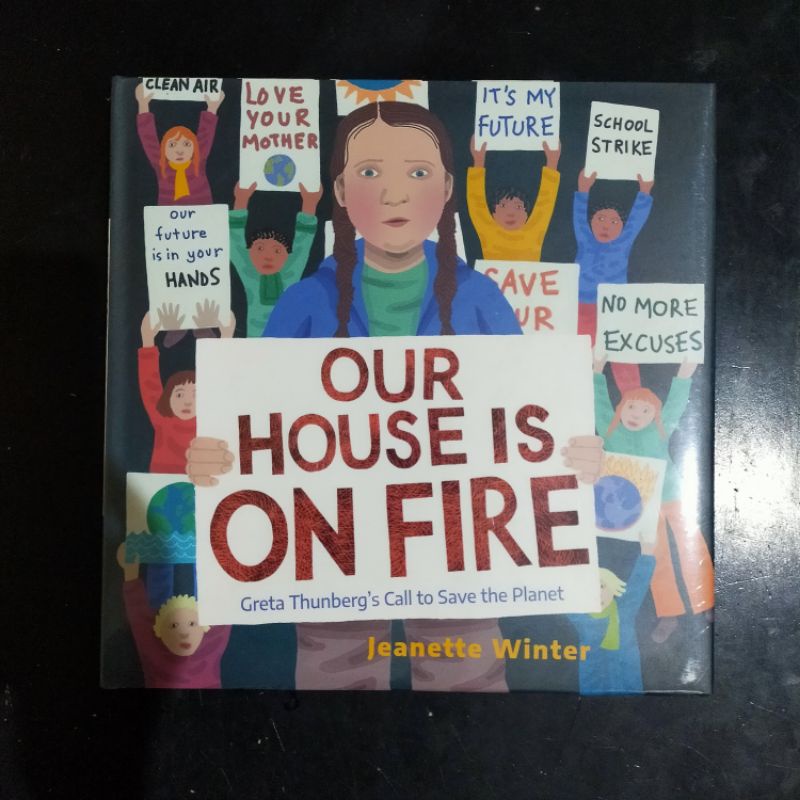 CLEAN AIR
LOVE
YOUR
MOTHER
IT'S MY
FUTURE
SCHOOL
STRIKE
our
future
is in your
HANDS
SAVE
NO MORE
EXCUSES
OUR
HOUSE IS
ON FIRE
Greta Thunberg's Call to Save the Planet
Jeanette Winter